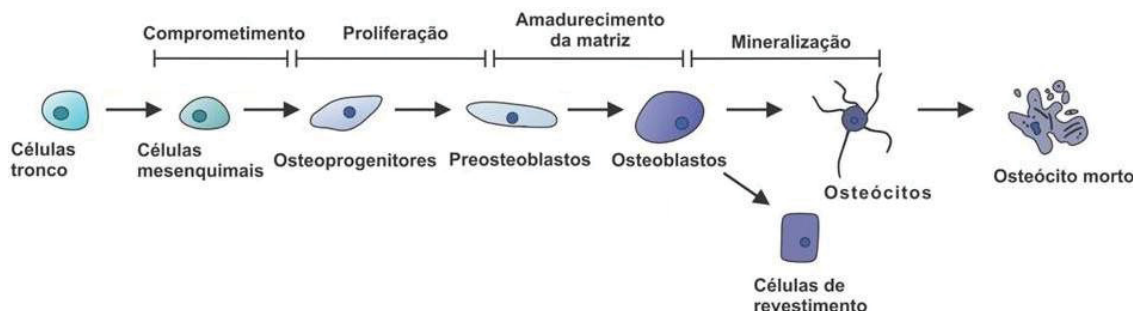 Comprometimento
Proliferação
Amadurecimento
da matriz
Mineralização
Células
tronco
Células
mesenquimais
Osteoprogenitores
Preosteoblastos
Osteoblastos
Osteócitos
Osteócito morto
Células de
revestimento